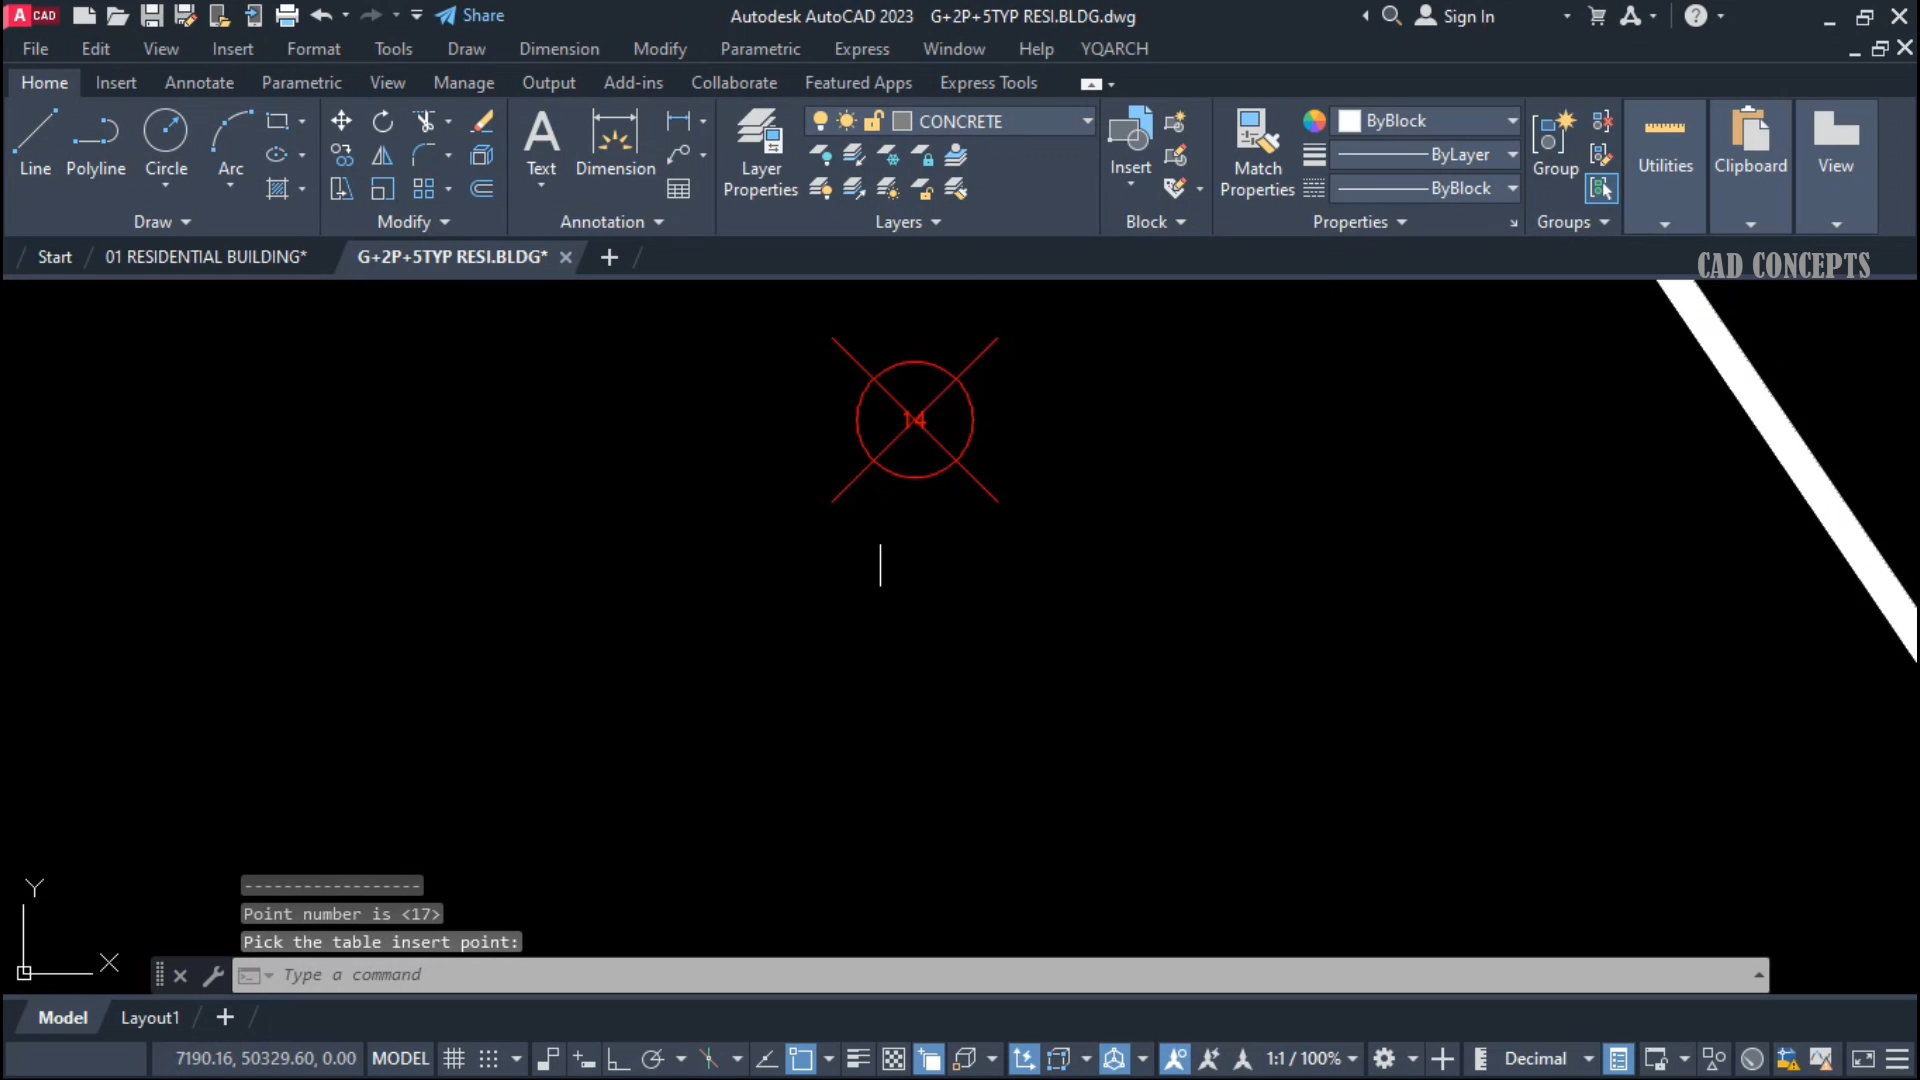 A CAD
Share
Autodesk AutoCAD 2023 G+2P+5TYP RESI.BLDG.dwg
Sign In
File Edit View Insert Format Tools Draw Dimension Modify Parametric Express Window Help YQARCH
Home Insert Annotate Parametric View Manage Output Add-ins Collaborate Featured Apps Express Tools
CONCRETE
ByBlock
ByLayer
ByBlock
Line Polyline Circle Arc
Text Dimension
Layer Properties
Insert
Match Properties
Group
Utilities Clipboard View
Draw Modify Annotation Layers Block Properties Groups
Start 01 RESIDENTIAL BUILDING* G+2P+5TYP RESI.BLDG*
CAD CONCEPTS
14
Y
X
------------------
Point number is <17>
Pick the table insert point:
Type a command
Model Layout1
7190.16, 50329.60, 0.00 MODEL 1:1 / 100% Decimal